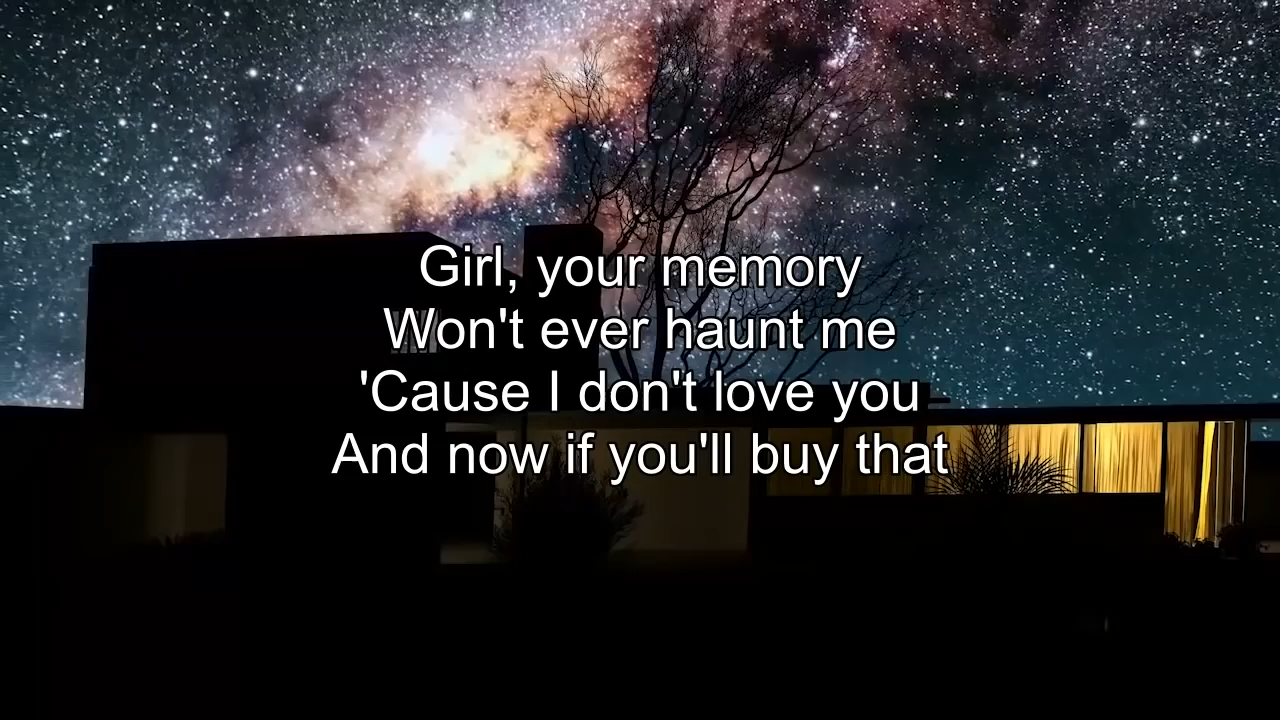 Girl, your memory
Won't ever haunt me
'Cause I don't love you
And now if you'll buy that